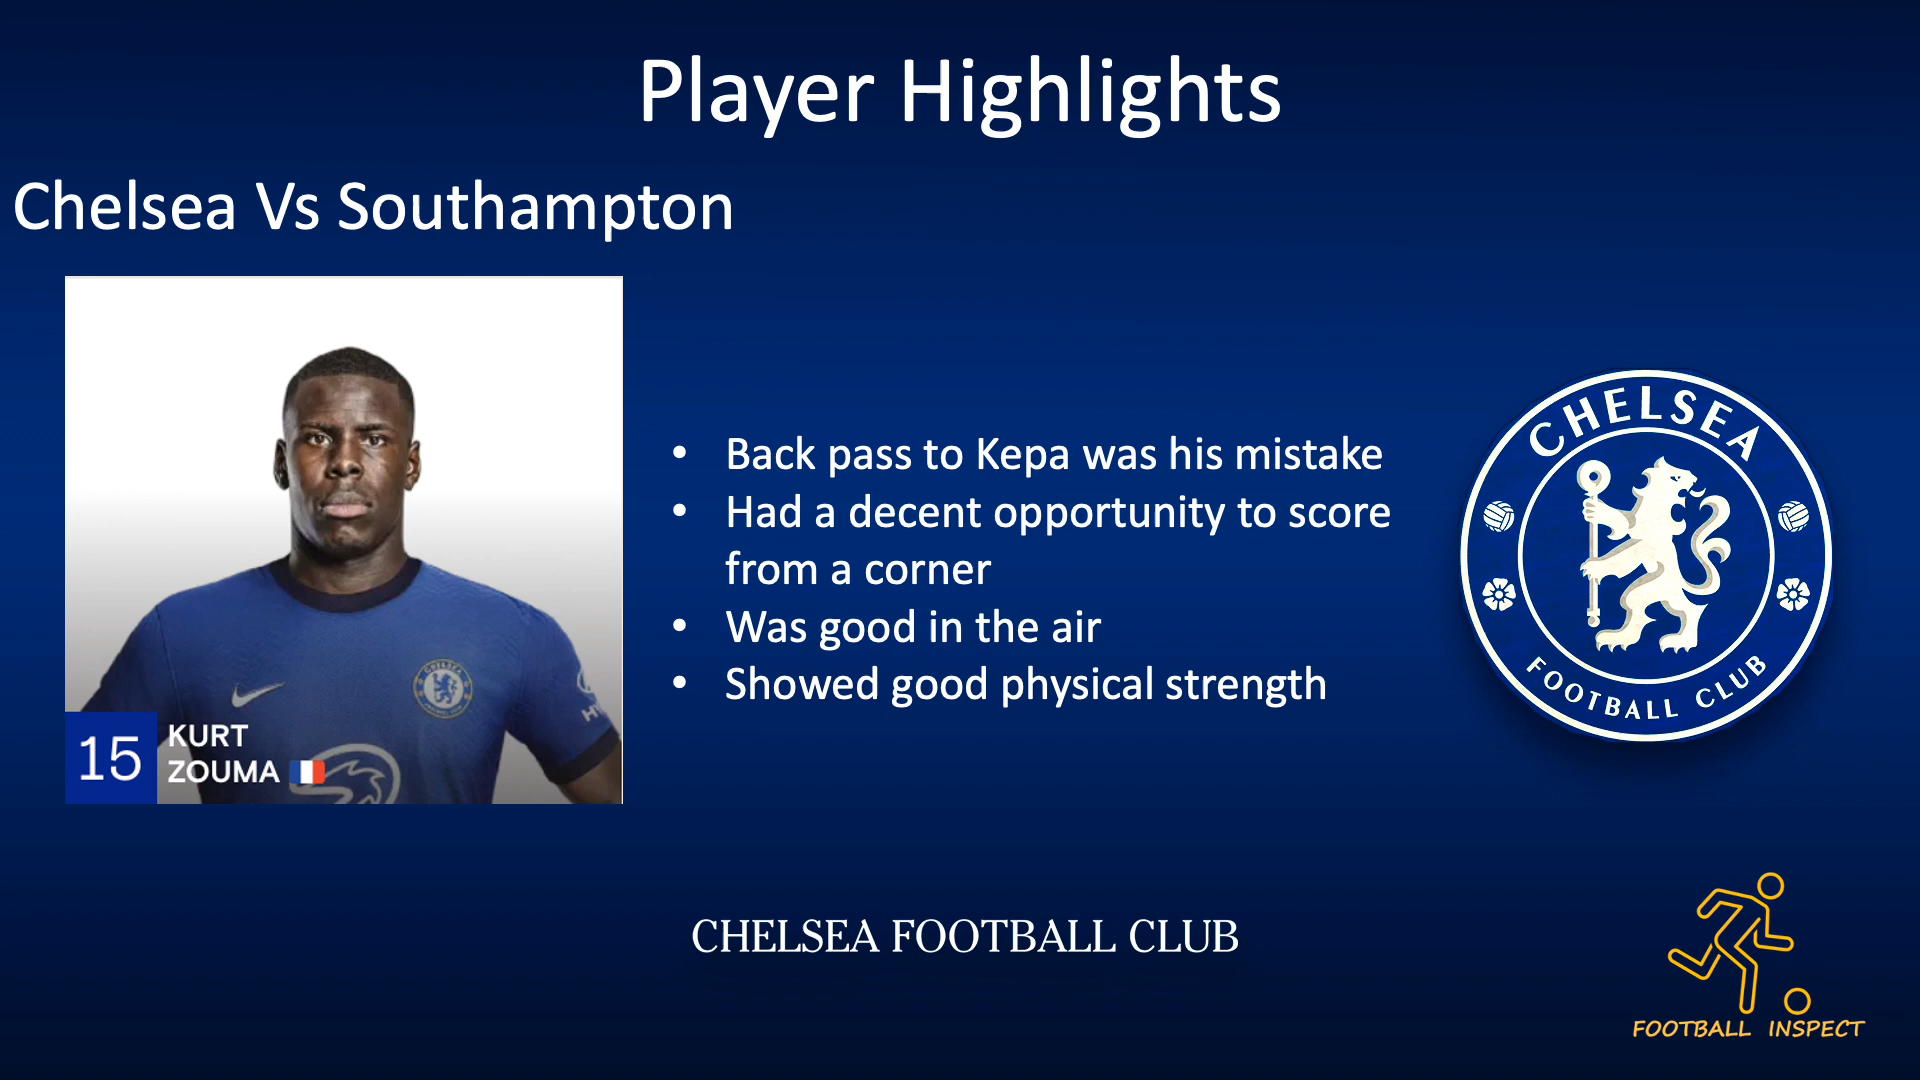 Player Highlights
Chelsea Vs Southampton
• Back pass to Kepa was his mistake
• Had a decent opportunity to score
from a corner
• Was good in the air
• Showed good physical strength
15
KURT
ZOUMA
CHELSEA
FOOTBALL CLUB
CHELSEA FOOTBALL CLUB
FOOTBALL INSPECT